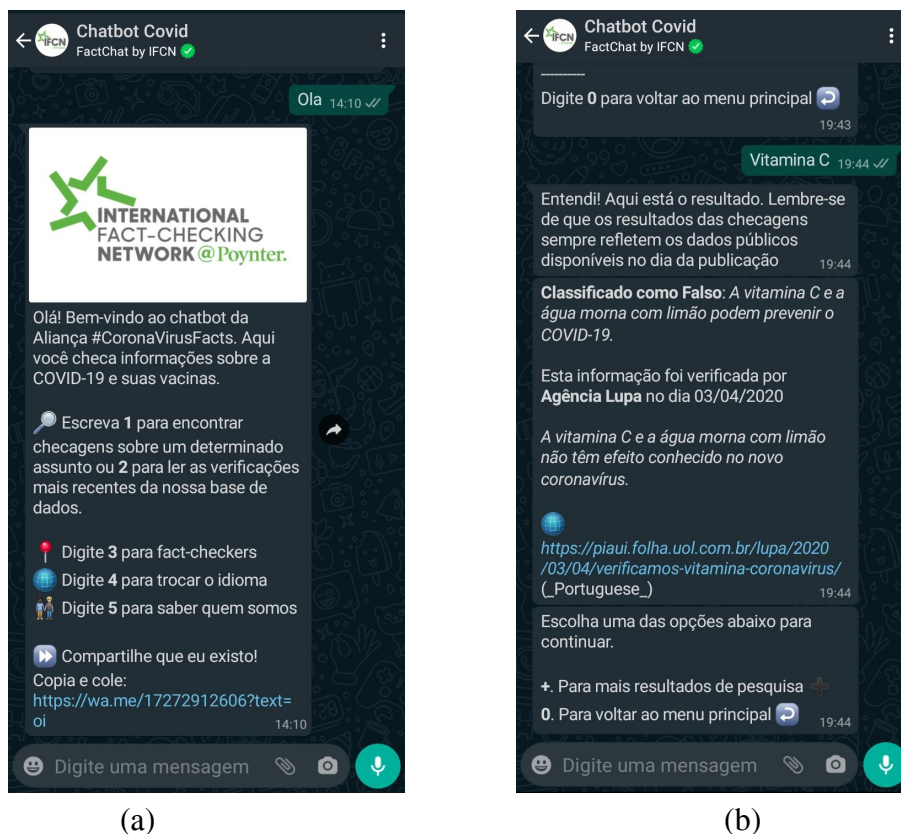 Chatbot Covid
FactChat by IFCN
IFCN
Ola 14:10
INTERNATIONAL
FACT-CHECKING
NETWORK @Poynter.
Olá! Bem-vindo ao chatbot da
Aliança #CoronaVirusFacts. Aqui
você checa informações sobre a
COVID-19 e suas vacinas.
Escreva 1 para encontrar
checagens sobre um determinado
assunto ou 2 para ler as verificações
mais recentes da nossa base de
dados.
Digite 3 para fact-checkers
Digite 4 para trocar o idioma
Digite 5 para saber quem somos
Compartilhe que eu existo!
Copia e cole:
https://wa.me/17272912606?text=
oi 14:10
Digite uma mensagem
(a)
Chatbot Covid
FactChat by IFCN
IFCN
----------
Digite 0 para voltar ao menu principal
19:43
Vitamina C 19:44
Entendi! Aqui está o resultado. Lembre-se
de que os resultados das checagens
sempre refletem os dados públicos
disponíveis no dia da publicação 19:44
Classificado como Falso: A vitamina C e a
água morna com limão podem prevenir o
COVID-19.
Esta informação foi verificada por
Agência Lupa no dia 03/04/2020
A vitamina C e a água morna com limão
não têm efeito conhecido no novo
coronavírus.
https://piaui.folha.uol.com.br/lupa/2020
/03/04/verificamos-vitamina-coronavirus/
(_Portuguese_) 19:44
Escolha uma das opções abaixo para
continuar.
+. Para mais resultados de pesquisa
0. Para voltar ao menu principal 19:44
Digite uma mensagem
(b)